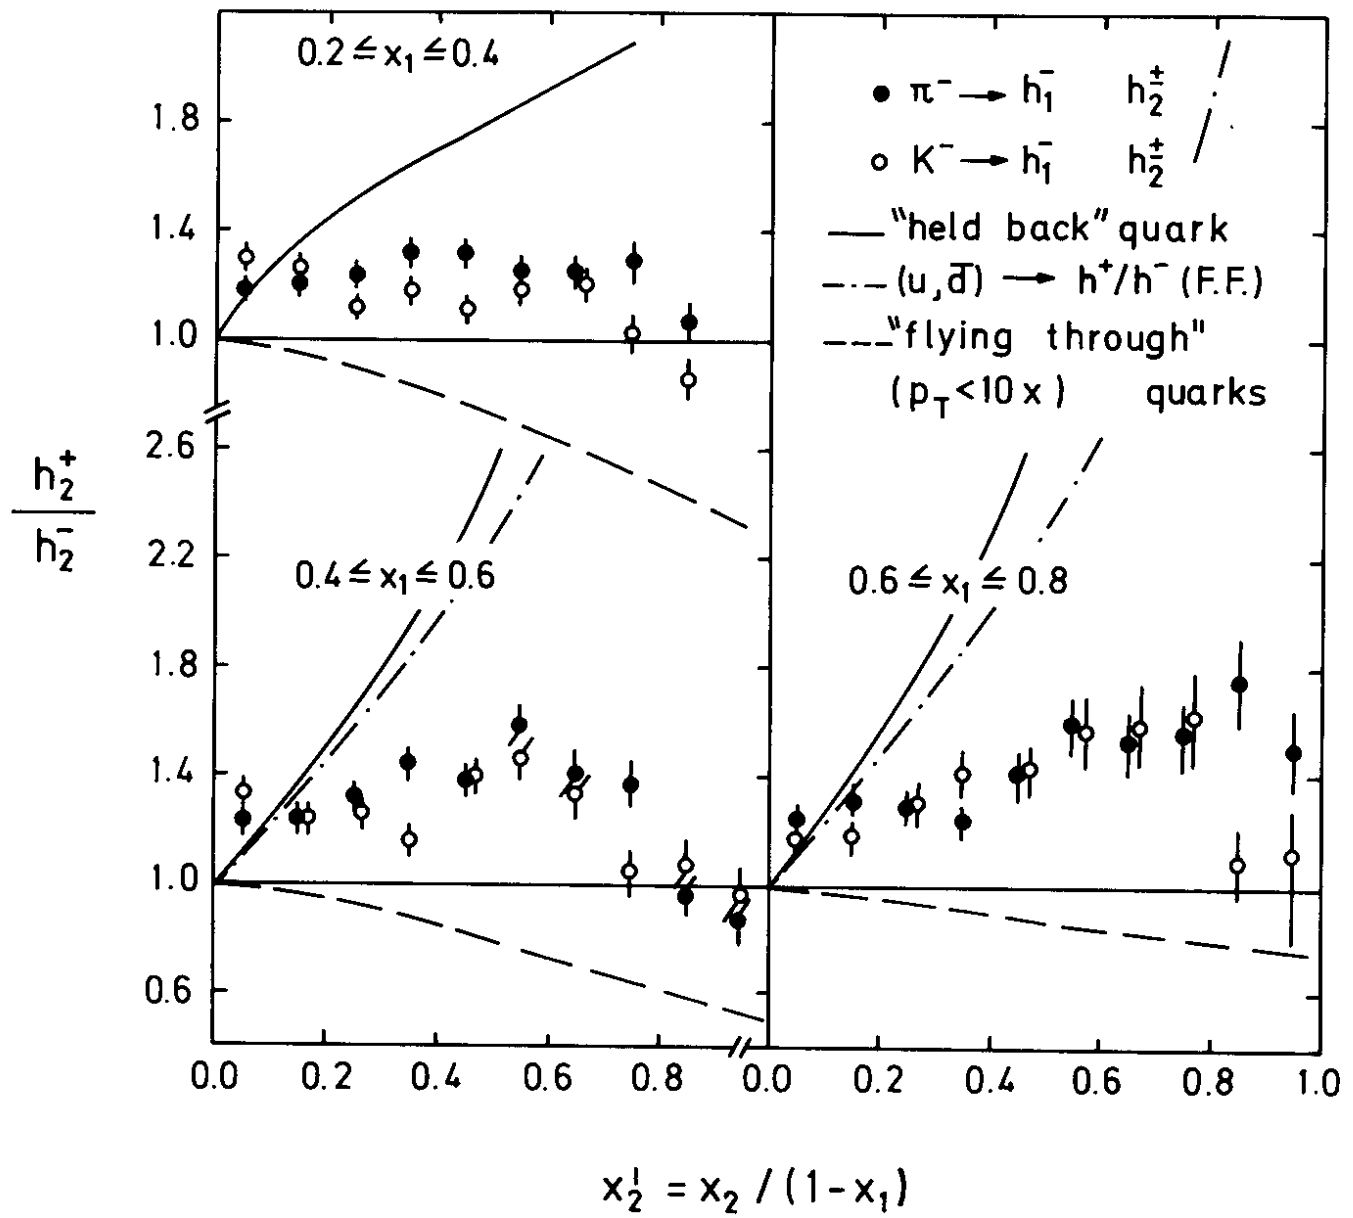 0.2 ≤ x₁ ≤ 0.4
● π⁻ → h₁⁻ h₂±
○ K⁻ → h₁⁻ h₂±
— "held back" quark
–·– (u, d̅) → h⁺/h⁻ (F.F.)
--- "flying through"
(p_T < 10 x) quarks
1.8
1.4
1.0
2.6
2.2
1.8
1.4
1.0
0.6
h₂⁺
h₂⁻
0.4 ≤ x₁ ≤ 0.6
0.6 ≤ x₁ ≤ 0.8
0.0 0.2 0.4 0.6 0.8 0.0 0.2 0.4 0.6 0.8 1.0
x₂' = x₂ / (1-x₁)